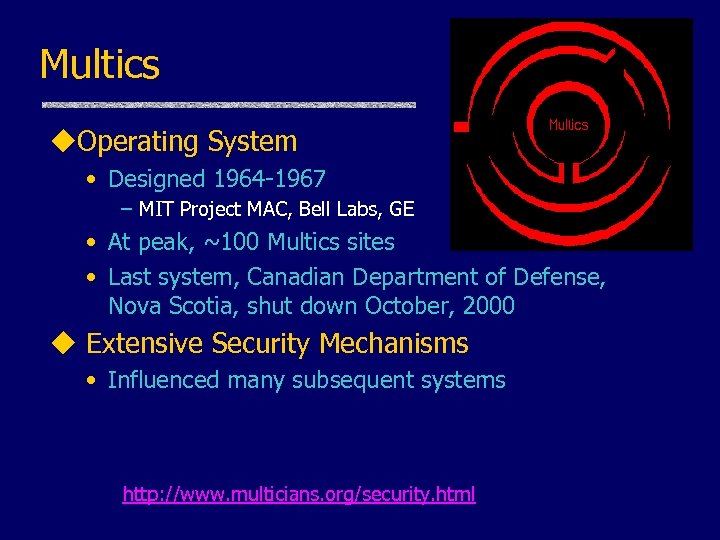 Multics
Multics
◆Operating System
• Designed 1964 -1967
– MIT Project MAC, Bell Labs, GE
• At peak, ~100 Multics sites
• Last system, Canadian Department of Defense,
Nova Scotia, shut down October, 2000
◆ Extensive Security Mechanisms
• Influenced many subsequent systems
http: //www. multicians. org/security. html